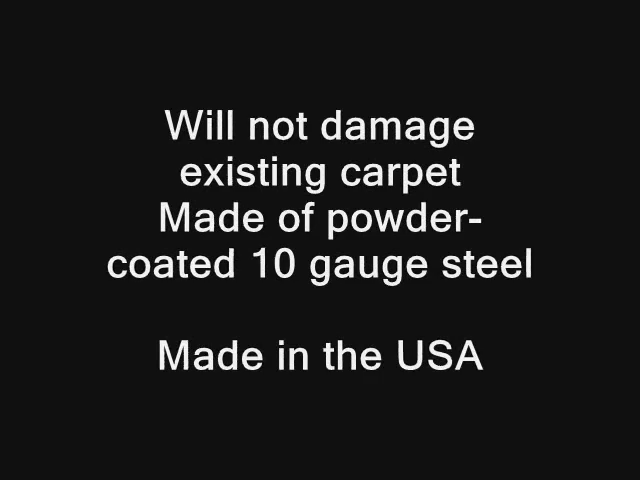 Will not damage
existing carpet
Made of powder-
coated 10 gauge steel
Made in the USA